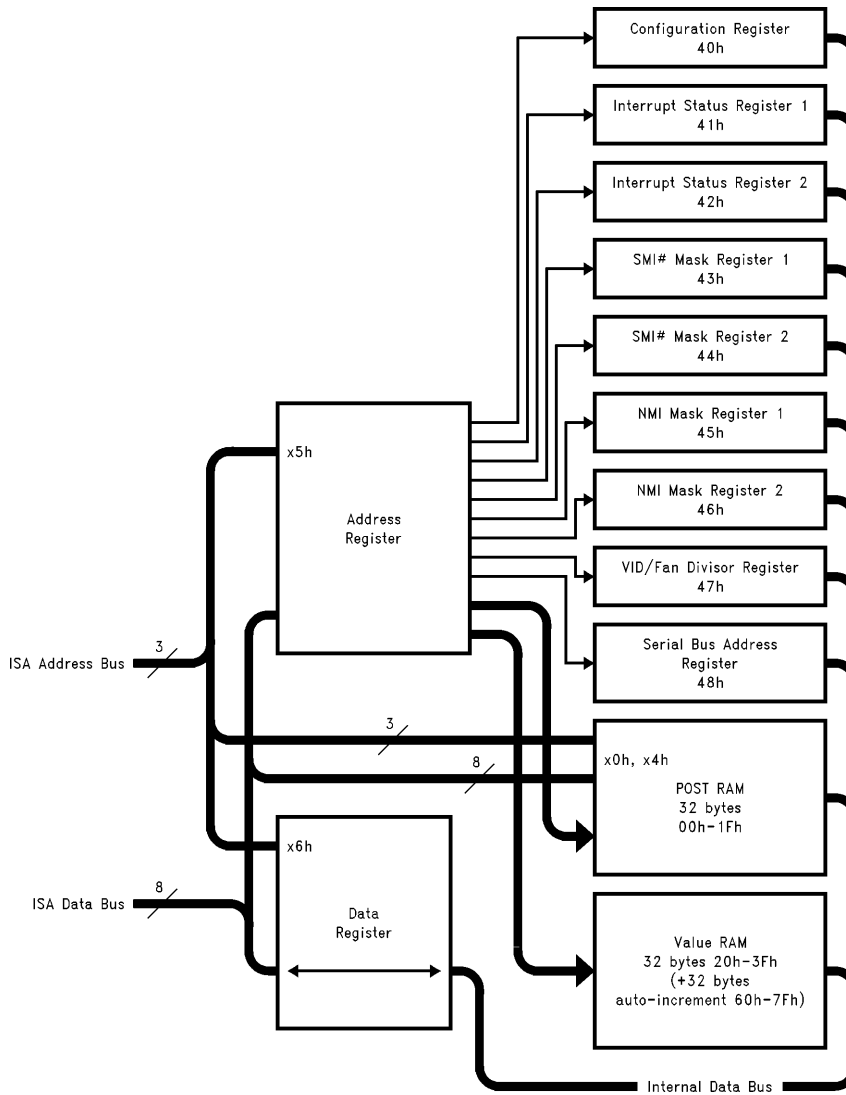 Configuration Register
40h
Interrupt Status Register 1
41h
Interrupt Status Register 2
42h
SMI# Mask Register 1
43h
SMI# Mask Register 2
44h
NMI Mask Register 1
45h
NMI Mask Register 2
46h
VID/Fan Divisor Register
47h
Serial Bus Address
Register
48h
x5h
Address
Register
3
ISA Address Bus
3
8
x0h, x4h
POST RAM
32 bytes
00h-1Fh
x6h
8
ISA Data Bus
Data
Register
Value RAM
32 bytes 20h-3Fh
(+32 bytes
auto-increment 60h-7Fh)
Internal Data Bus